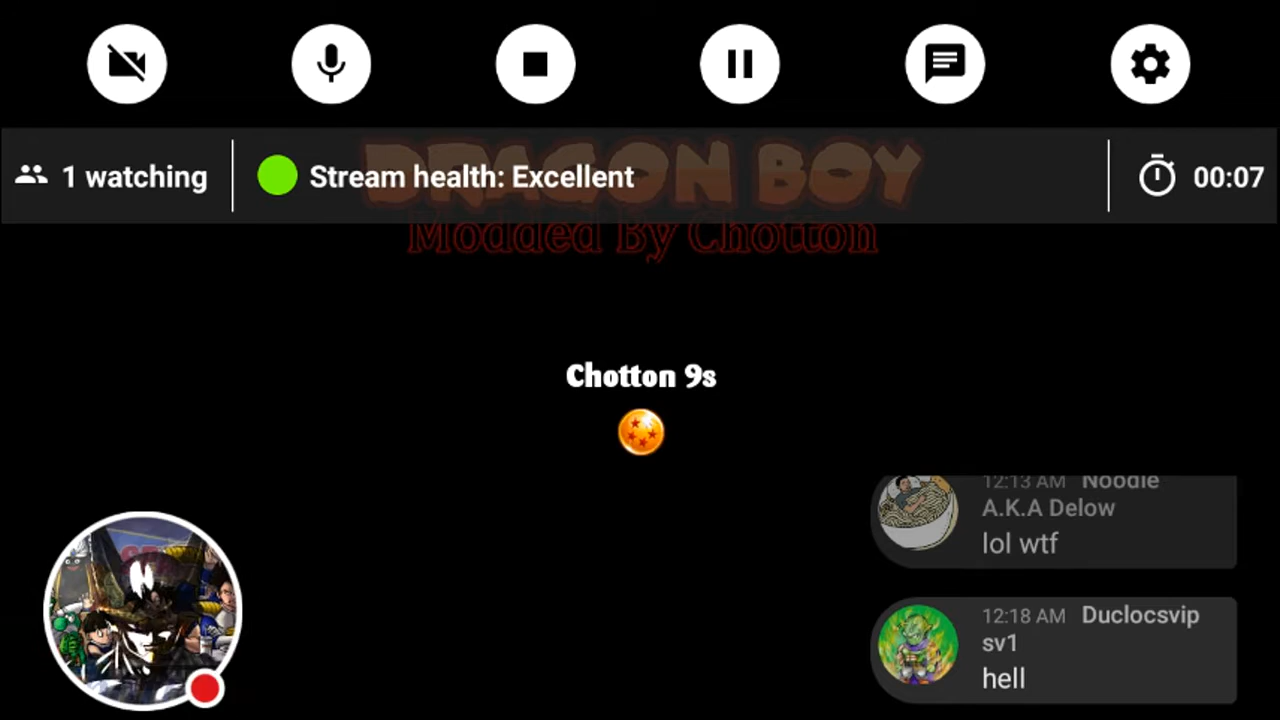 1 watching
Stream health: Excellent
00:07
DRAGON BOY
Modded By Chotton
Chotton 9s
12:13 AM Noodle
A.K.A Delow
lol wtf
12:18 AM Duclocsvip
sv1
hell